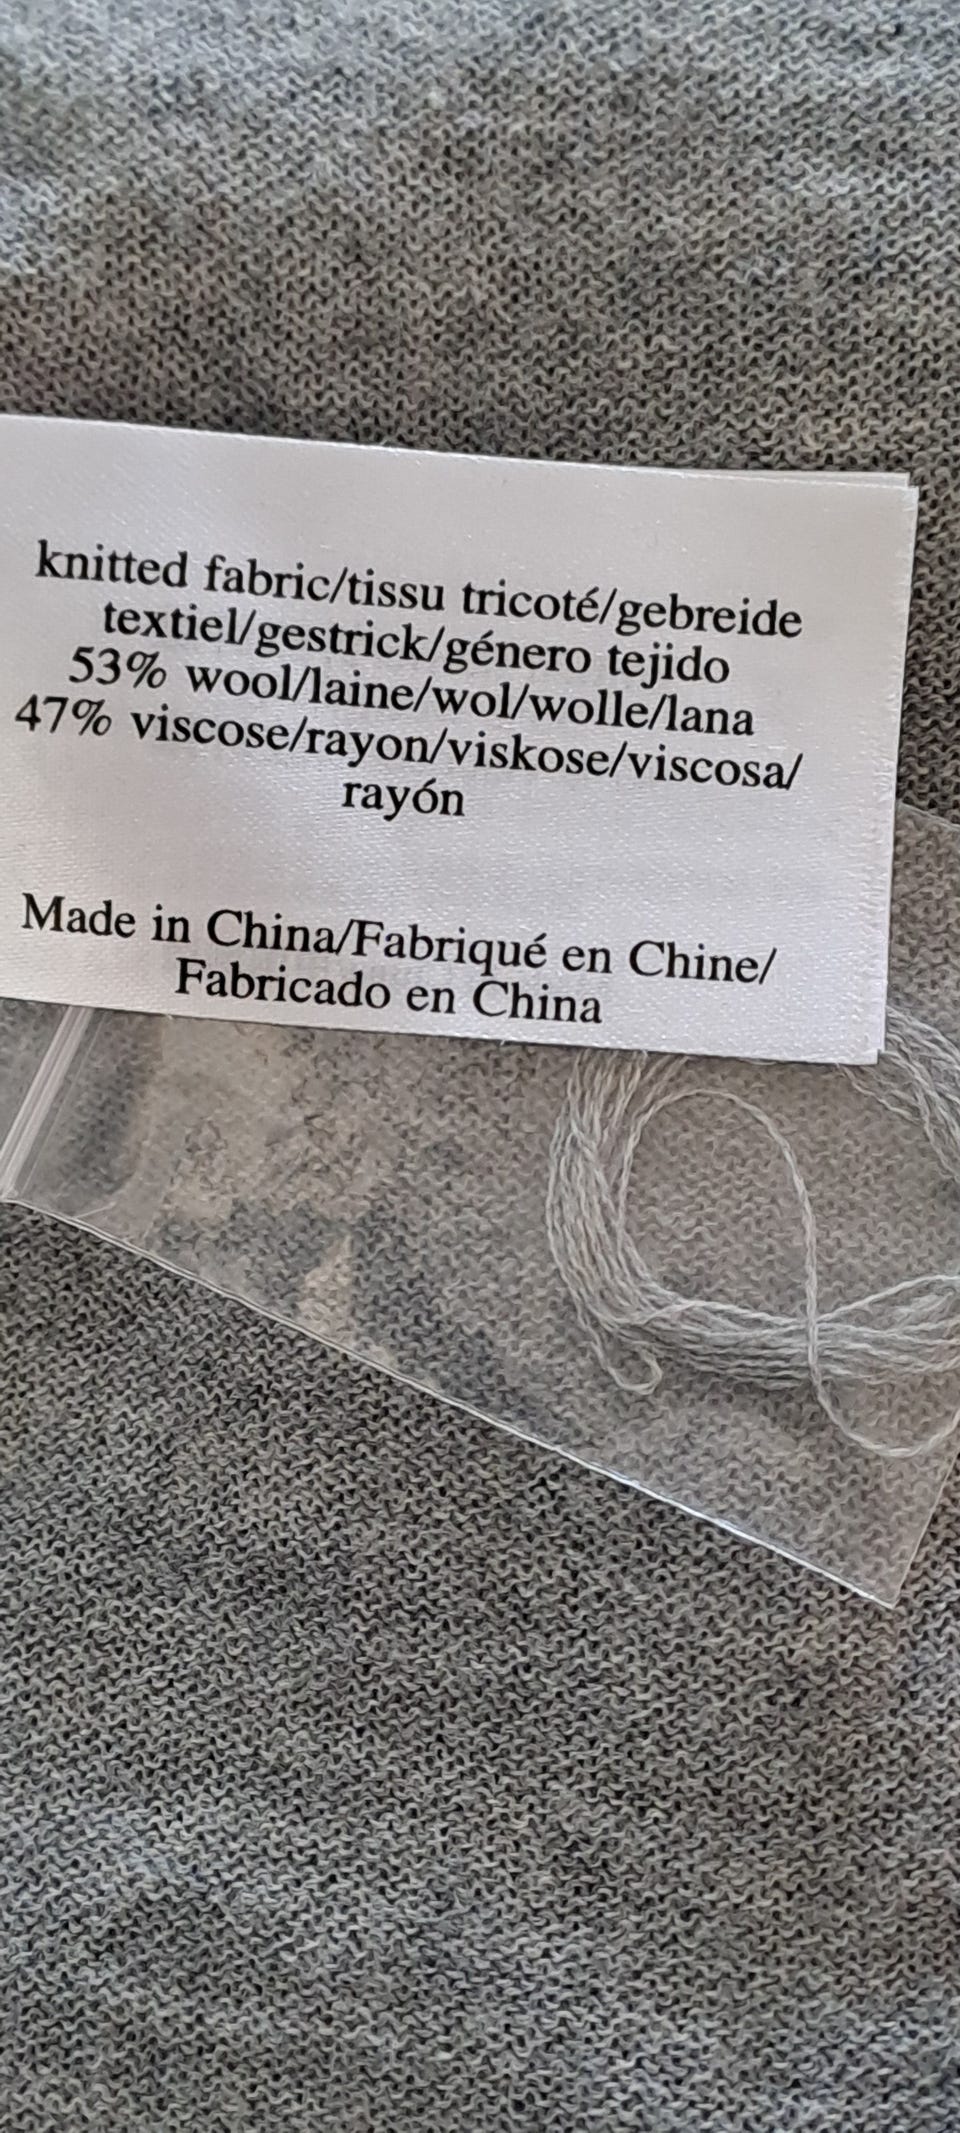 knitted fabric/tissu tricoté/gebreide
textiel/gestrick/género tejido
53% wool/laine/wol/wolle/lana
47% viscose/rayon/viskose/viscosa/
rayón
Made in China/Fabriqué en Chine/
Fabricado en China